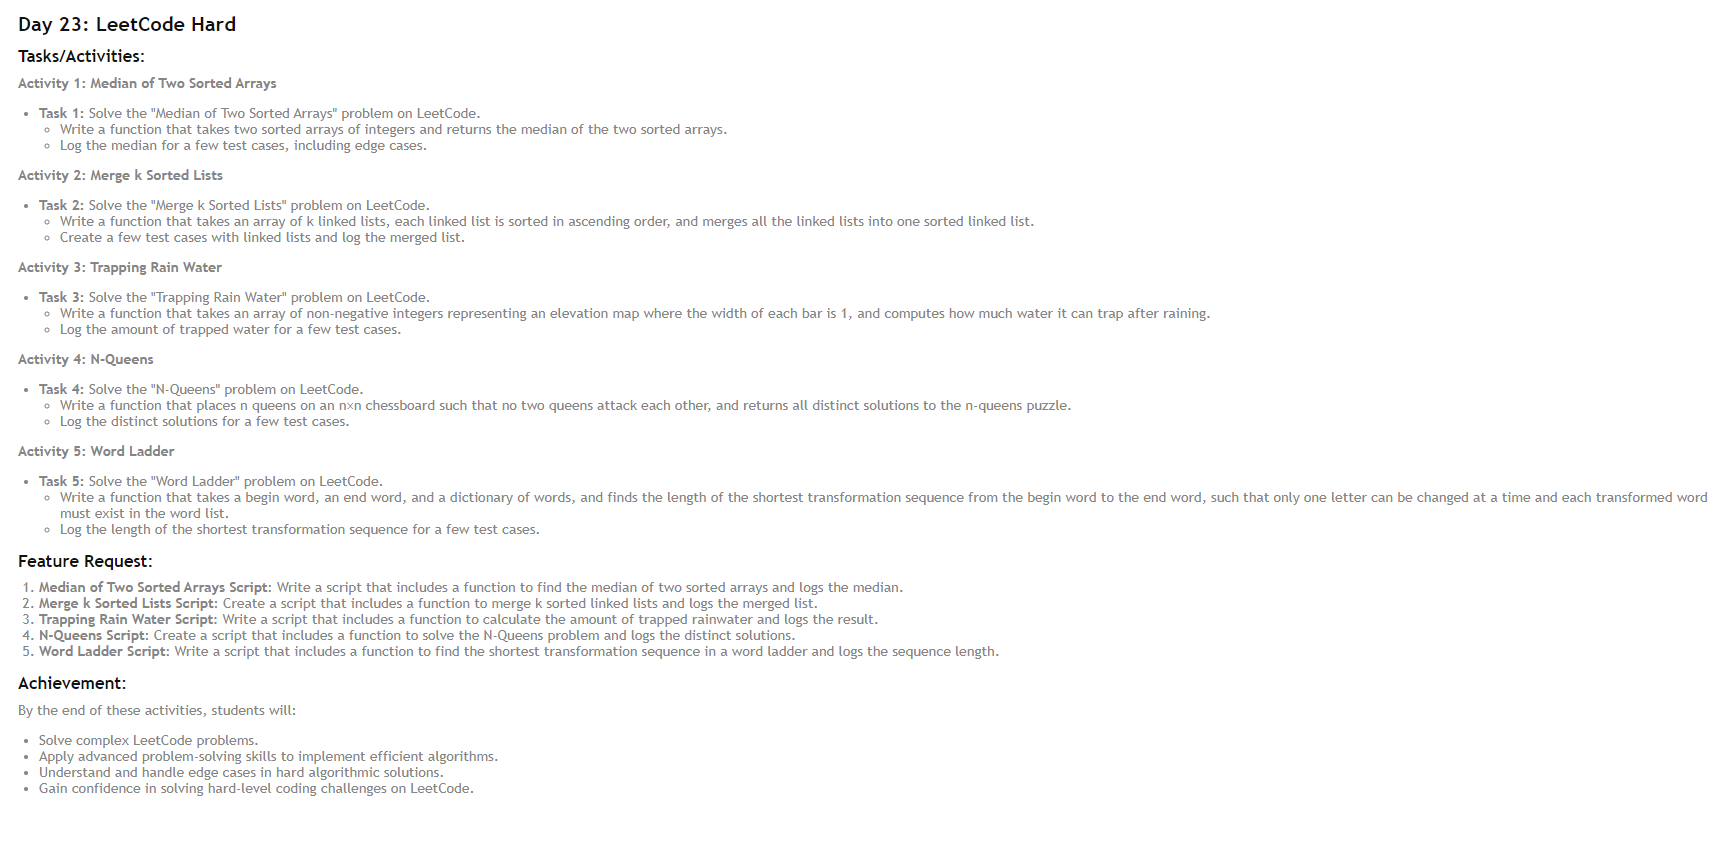 Day 23: LeetCode Hard
Tasks/Activities:
Activity 1: Median of Two Sorted Arrays
• Task 1: Solve the "Median of Two Sorted Arrays" problem on LeetCode.
◦ Write a function that takes two sorted arrays of integers and returns the median of the two sorted arrays.
◦ Log the median for a few test cases, including edge cases.
Activity 2: Merge k Sorted Lists
• Task 2: Solve the "Merge k Sorted Lists" problem on LeetCode.
◦ Write a function that takes an array of k linked lists, each linked list is sorted in ascending order, and merges all the linked lists into one sorted linked list.
◦ Create a few test cases with linked lists and log the merged list.
Activity 3: Trapping Rain Water
• Task 3: Solve the "Trapping Rain Water" problem on LeetCode.
◦ Write a function that takes an array of non-negative integers representing an elevation map where the width of each bar is 1, and computes how much water it can trap after raining.
◦ Log the amount of trapped water for a few test cases.
Activity 4: N-Queens
• Task 4: Solve the "N-Queens" problem on LeetCode.
◦ Write a function that places n queens on an n×n chessboard such that no two queens attack each other, and returns all distinct solutions to the n-queens puzzle.
◦ Log the distinct solutions for a few test cases.
Activity 5: Word Ladder
• Task 5: Solve the "Word Ladder" problem on LeetCode.
◦ Write a function that takes a begin word, an end word, and a dictionary of words, and finds the length of the shortest transformation sequence from the begin word to the end word, such that only one letter can be changed at a time and each transformed word
must exist in the word list.
◦ Log the length of the shortest transformation sequence for a few test cases.
Feature Request:
1. Median of Two Sorted Arrays Script: Write a script that includes a function to find the median of two sorted arrays and logs the median.
2. Merge k Sorted Lists Script: Create a script that includes a function to merge k sorted linked lists and logs the merged list.
3. Trapping Rain Water Script: Write a script that includes a function to calculate the amount of trapped rainwater and logs the result.
4. N-Queens Script: Create a script that includes a function to solve the N-Queens problem and logs the distinct solutions.
5. Word Ladder Script: Write a script that includes a function to find the shortest transformation sequence in a word ladder and logs the sequence length.
Achievement:
By the end of these activities, students will:
• Solve complex LeetCode problems.
• Apply advanced problem-solving skills to implement efficient algorithms.
• Understand and handle edge cases in hard algorithmic solutions.
• Gain confidence in solving hard-level coding challenges on LeetCode.